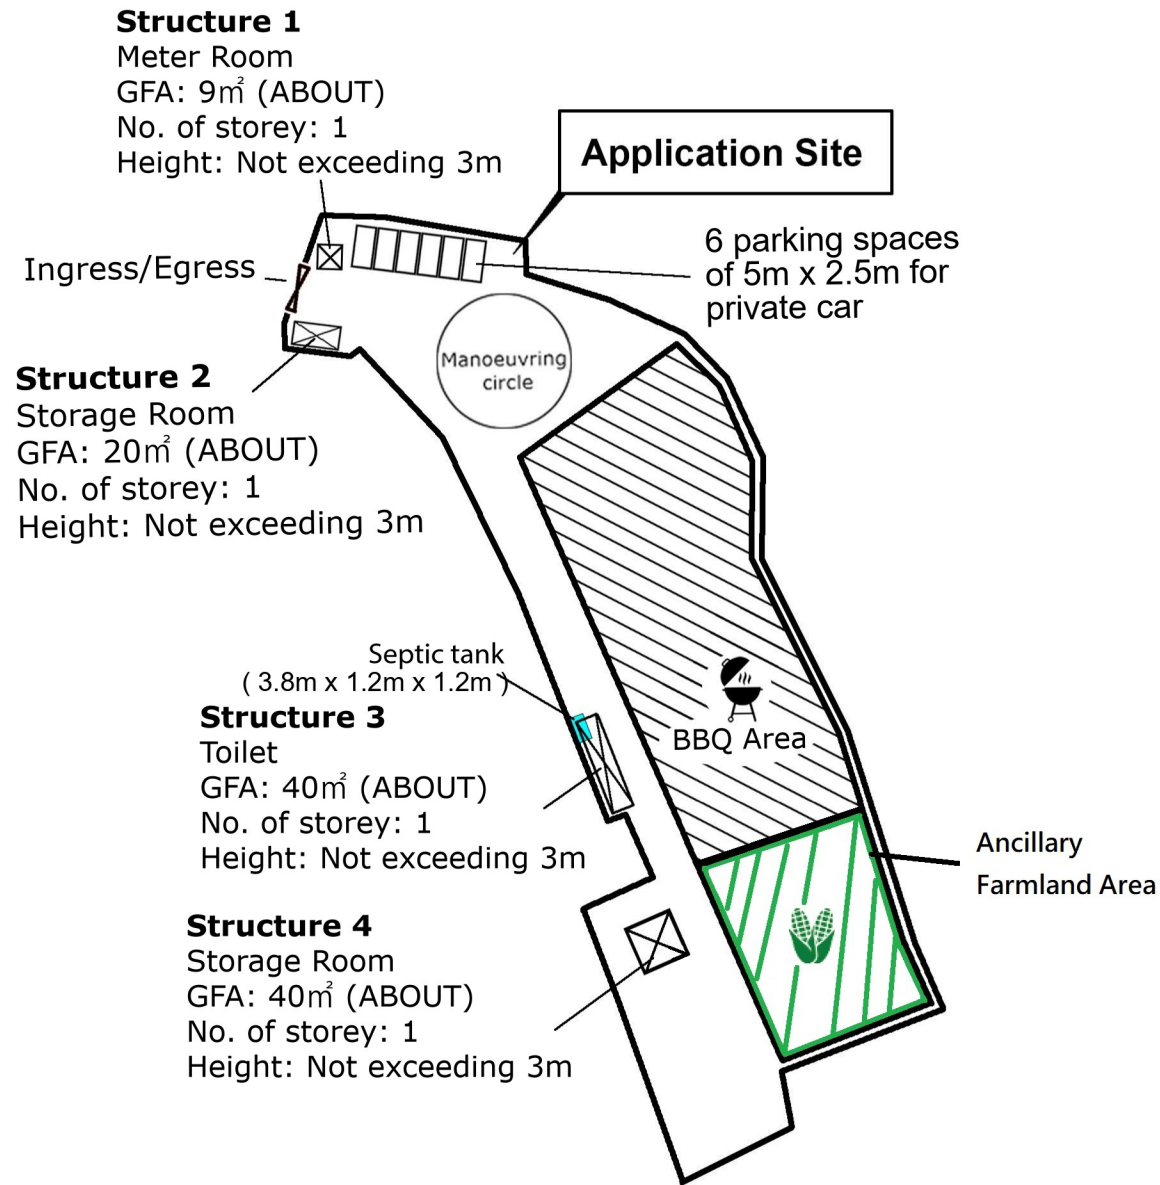 Structure 1
Meter Room
GFA: 9㎡ (ABOUT)
No. of storey: 1
Height: Not exceeding 3m
Application Site
6 parking spaces
of 5m x 2.5m for
private car
Ingress/Egress
Manoeuvring
circle
Structure 2
Storage Room
GFA: 20㎡ (ABOUT)
No. of storey: 1
Height: Not exceeding 3m
Septic tank
( 3.8m x 1.2m x 1.2m )
Structure 3
Toilet
GFA: 40㎡ (ABOUT)
No. of storey: 1
Height: Not exceeding 3m
BBQ Area
Ancillary
Farmland Area
Structure 4
Storage Room
GFA: 40㎡ (ABOUT)
No. of storey: 1
Height: Not exceeding 3m